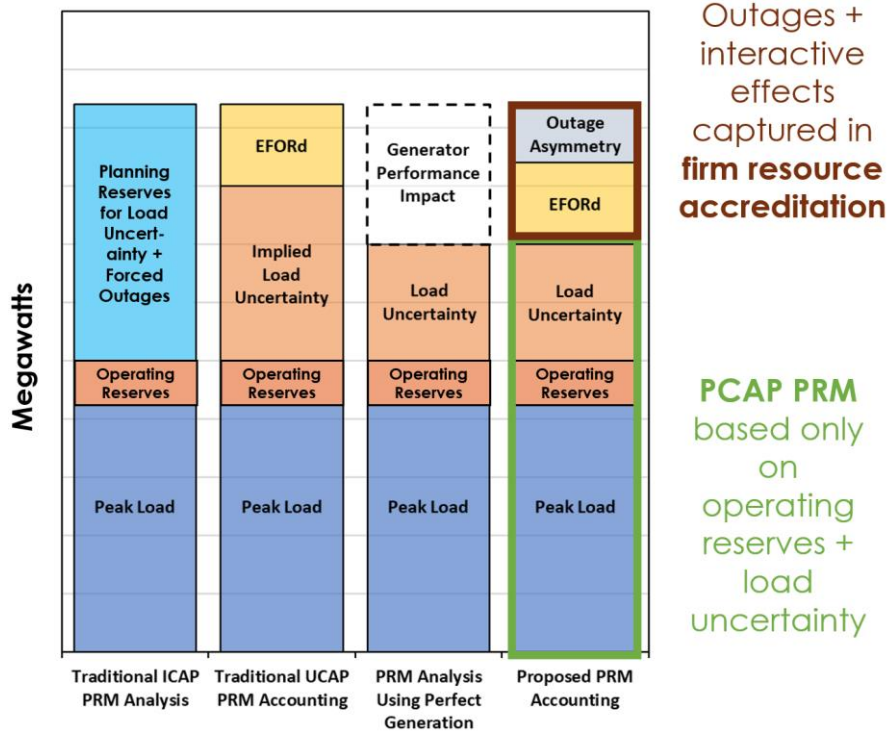 Megawatts
Planning
Reserves
for Load
Uncert-
ainty +
Forced
Outages
Operating
Reserves
Peak Load
Traditional ICAP
PRM Analysis
EFORd
Implied
Load
Uncertainty
Operating
Reserves
Peak Load
Traditional UCAP
PRM Accounting
Generator
Performance
Impact
Load
Uncertainty
Operating
Reserves
Peak Load
PRM Analysis
Using Perfect
Generation
Outage
Asymmetry
EFORd
Load
Uncertainty
Operating
Reserves
Peak Load
Proposed PRM
Accounting
Outages +
interactive
effects
captured in
firm resource
accreditation
PCAP PRM
based only
on
operating
reserves +
load
uncertainty